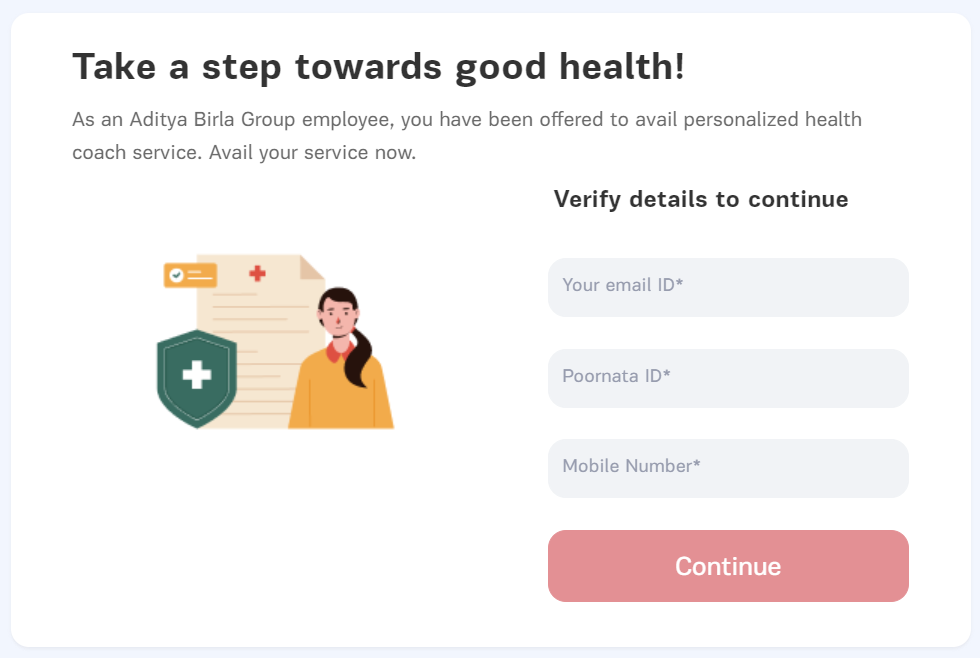 Take a step towards good health!
As an Aditya Birla Group employee, you have been offered to avail personalized health
coach service. Avail your service now.
Verify details to continue
Your email ID*
Poornata ID*
Mobile Number*
Continue